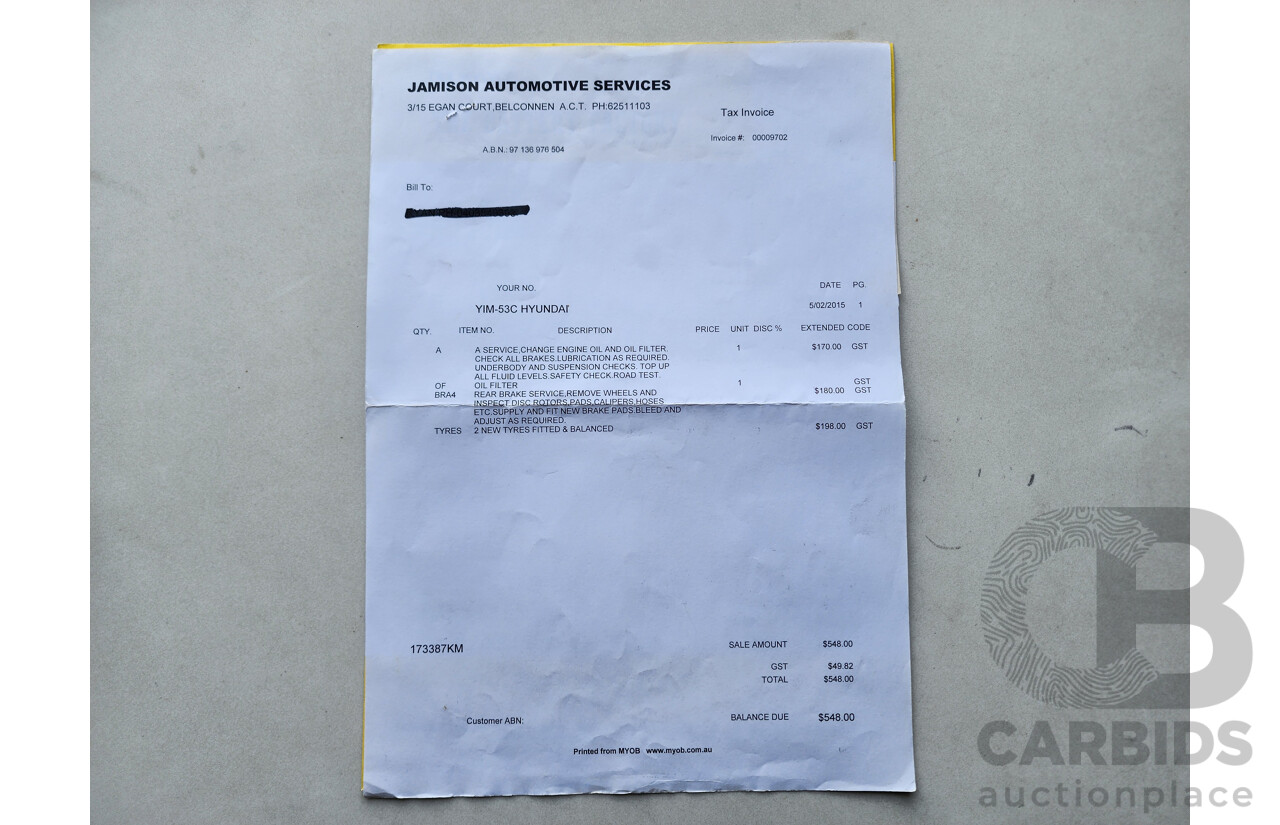 JAMISON AUTOMOTIVE SERVICES
3/15 EGAN COURT,BELCONNEN A.C.T. PH:62511103
Tax Invoice
Invoice #: 00009702
A.B.N.: 97 136 976 504
Bill To:
YOUR NO. DATE PG.
YIM-53C HYUNDAI 5/02/2015 1
QTY. ITEM NO. DESCRIPTION PRICE UNIT DISC % EXTENDED CODE
A A SERVICE,CHANGE ENGINE OIL AND OIL FILTER. 1 $170.00 GST
CHECK ALL BRAKES.LUBRICATION AS REQUIRED.
UNDERBODY AND SUSPENSION CHECKS. TOP UP
ALL FLUID LEVELS.SAFETY CHECK.ROAD TEST.
OF OIL FILTER 1 GST
BRA4 REAR BRAKE SERVICE,REMOVE WHEELS AND $180.00 GST
INSPECT DISC ROTORS,PADS,CALIPERS,HOSES
ETC.SUPPLY AND FIT NEW BRAKE PADS.BLEED AND
ADJUST AS REQUIRED.
TYRES 2 NEW TYRES FITTED & BALANCED $198.00 GST
173387KM
SALE AMOUNT $548.00
GST $49.82
TOTAL $548.00
Customer ABN:
BALANCE DUE $548.00
Printed from MYOB www.myob.com.au
CARBIDS
auctionplace